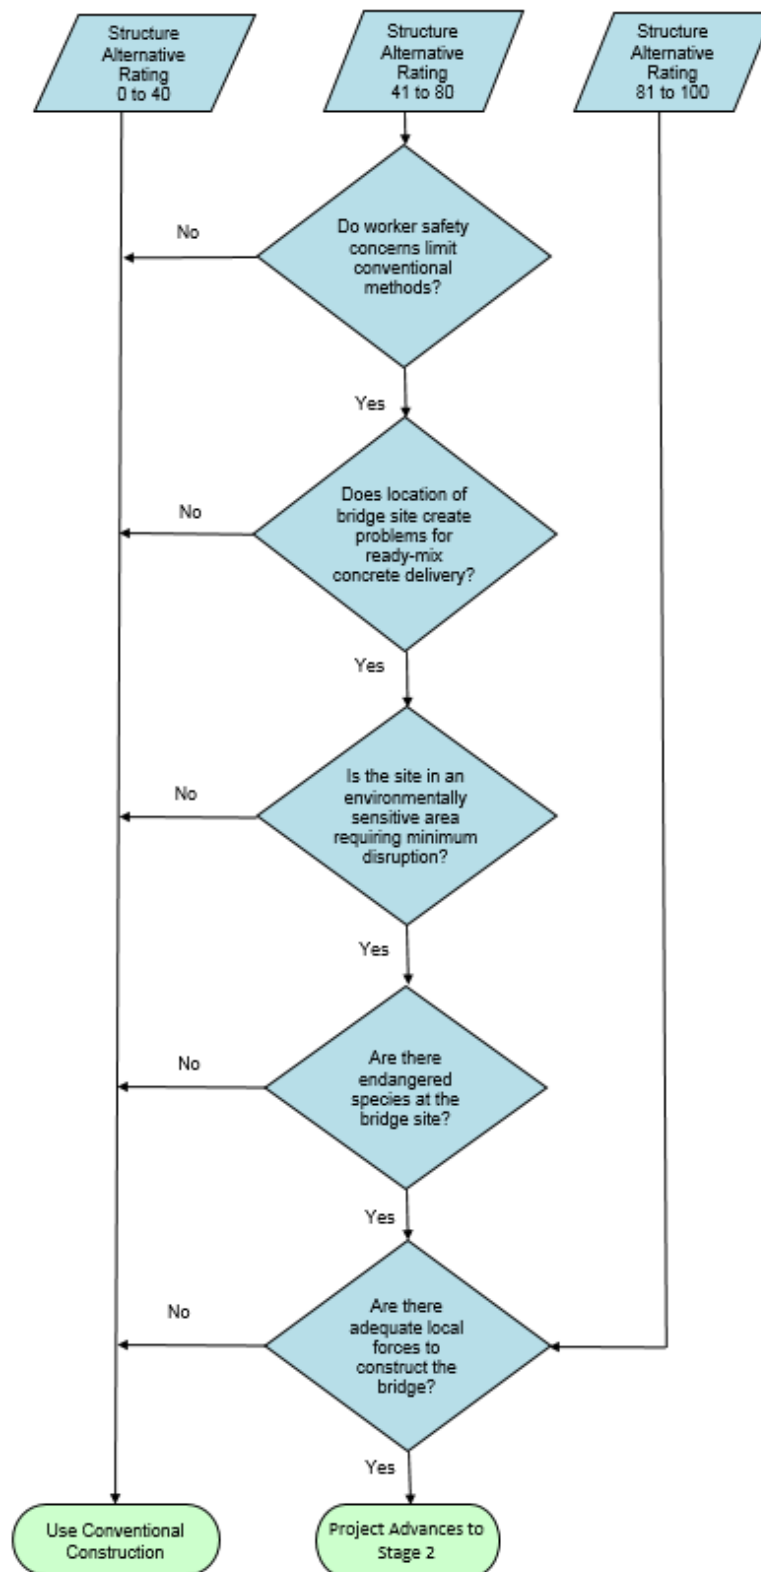 Structure
Alternative
Rating
0 to 40
Structure
Alternative
Rating
41 to 80
Structure
Alternative
Rating
81 to 100
Do worker safety
concerns limit
conventional
methods?
No
Yes
Does location of
bridge site create
problems for
ready-mix
concrete delivery?
No
Yes
Is the site in an
environmentally
sensitive area
requiring minimum
disruption?
No
Yes
Are there
endangered
species at the
bridge site?
No
Yes
Are there
adequate local
forces to
construct the
bridge?
No
Yes
Use Conventional
Construction
Project Advances to
Stage 2